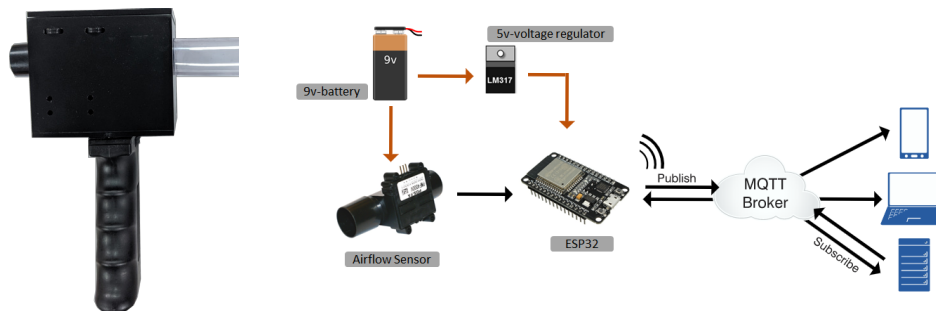 5v-voltage regulator
9v
LM317
9v-battery
Publish
MQTT
Broker
Subscribe
ESP32
Airflow Sensor